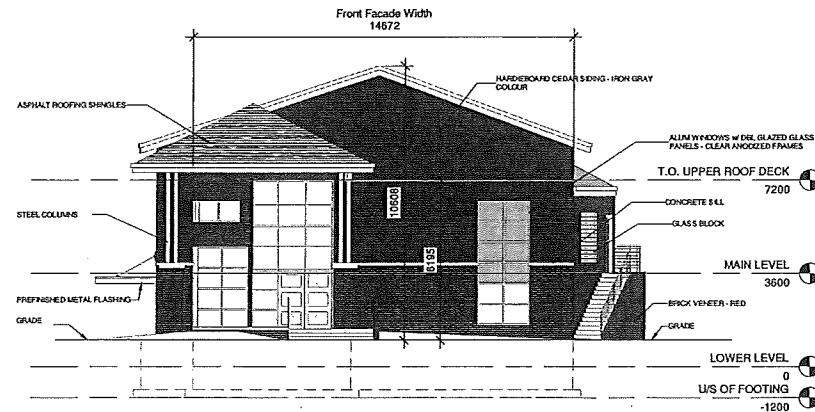 Front Facade Width
14672
HARDIEBOARD CEDAR SIDING - IRON GRAY
COLOUR
ASPHALT ROOFING SHINGLES
ALUM WINDOWS W/ DBL GLAZED GLASS
PANELS - CLEAR ANODIZED FRAMES
T.O. UPPER ROOF DECK
7200
10608
CONCRETE SILL
STEEL COLUMNS
GLASS BLOCK
6195
MAIN LEVEL
3600
PREFINISHED METAL FLASHING
BRICK VENEER - RED
GRADE
GRADE
LOWER LEVEL
0
U/S OF FOOTING
-1200